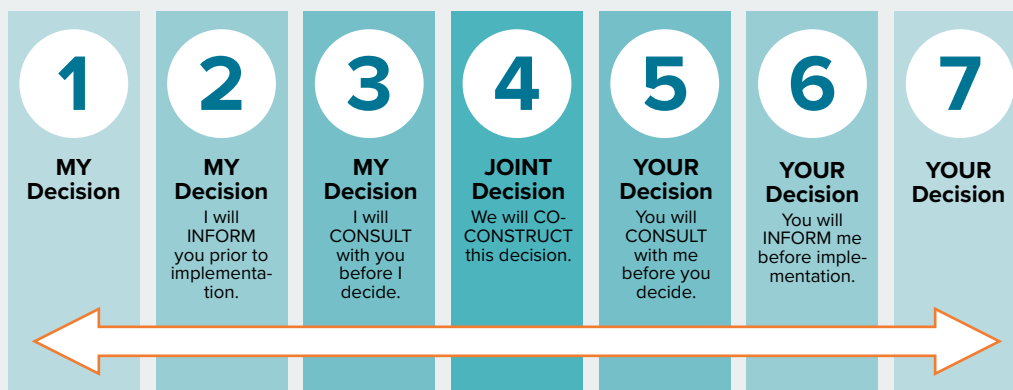 1
MY
Decision
2
MY
Decision
I will
INFORM
you prior to
implementa-
tion.
3
MY
Decision
I will
CONSULT
with you
before I
decide.
4
JOINT
Decision
We will CO-
CONSTRUCT
this decision.
5
YOUR
Decision
You will
CONSULT
with me
before you
decide.
6
YOUR
Decision
You will
INFORM me
before imple-
mentation.
7
YOUR
Decision